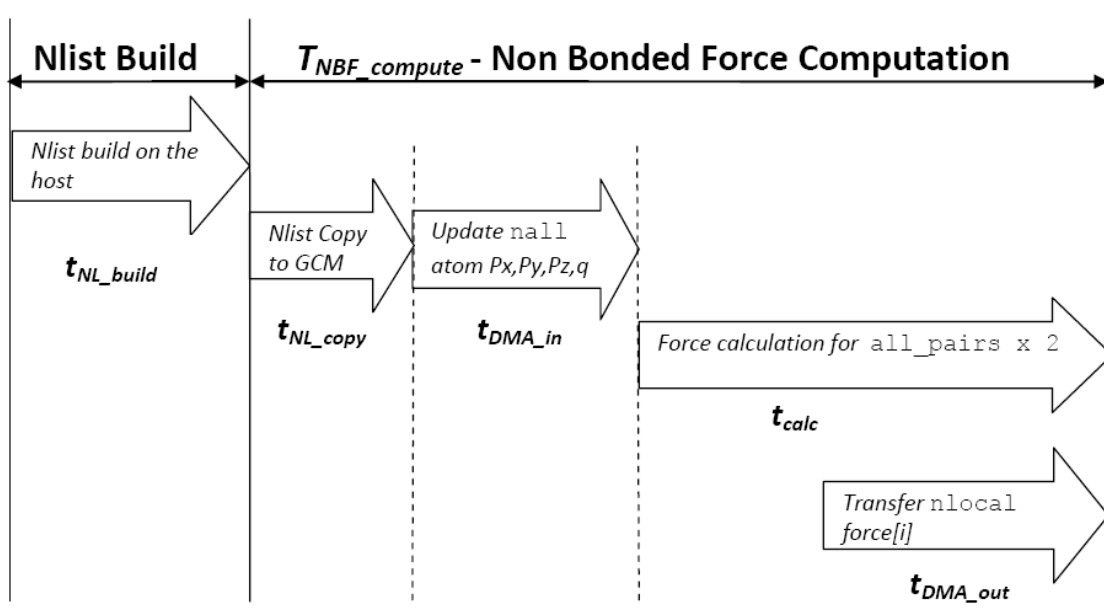 Nlist Build
T_NBF_compute - Non Bonded Force Computation
Nlist build on the
host
t_NL_build
Nlist Copy
to GCM
t_NL_copy
Update nall
atom Px,Py,Pz,q
t_DMA_in
Force calculation for all_pairs x 2
t_calc
Transfer nlocal
force[i]
t_DMA_out